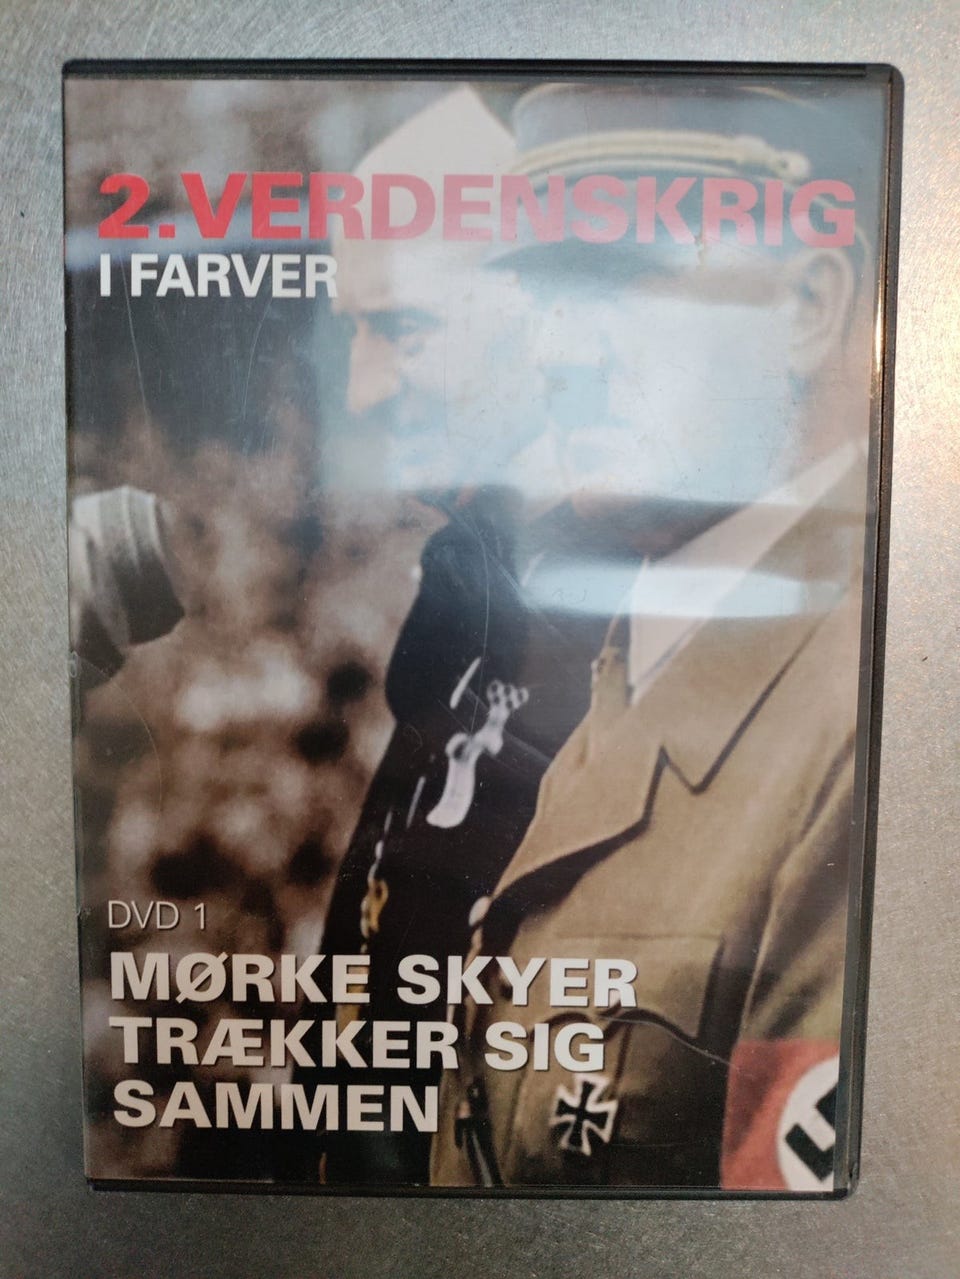 2.VERDENSKRIG
I FARVER
DVD 1
MØRKE SKYER
TRÆKKER SIG
SAMMEN